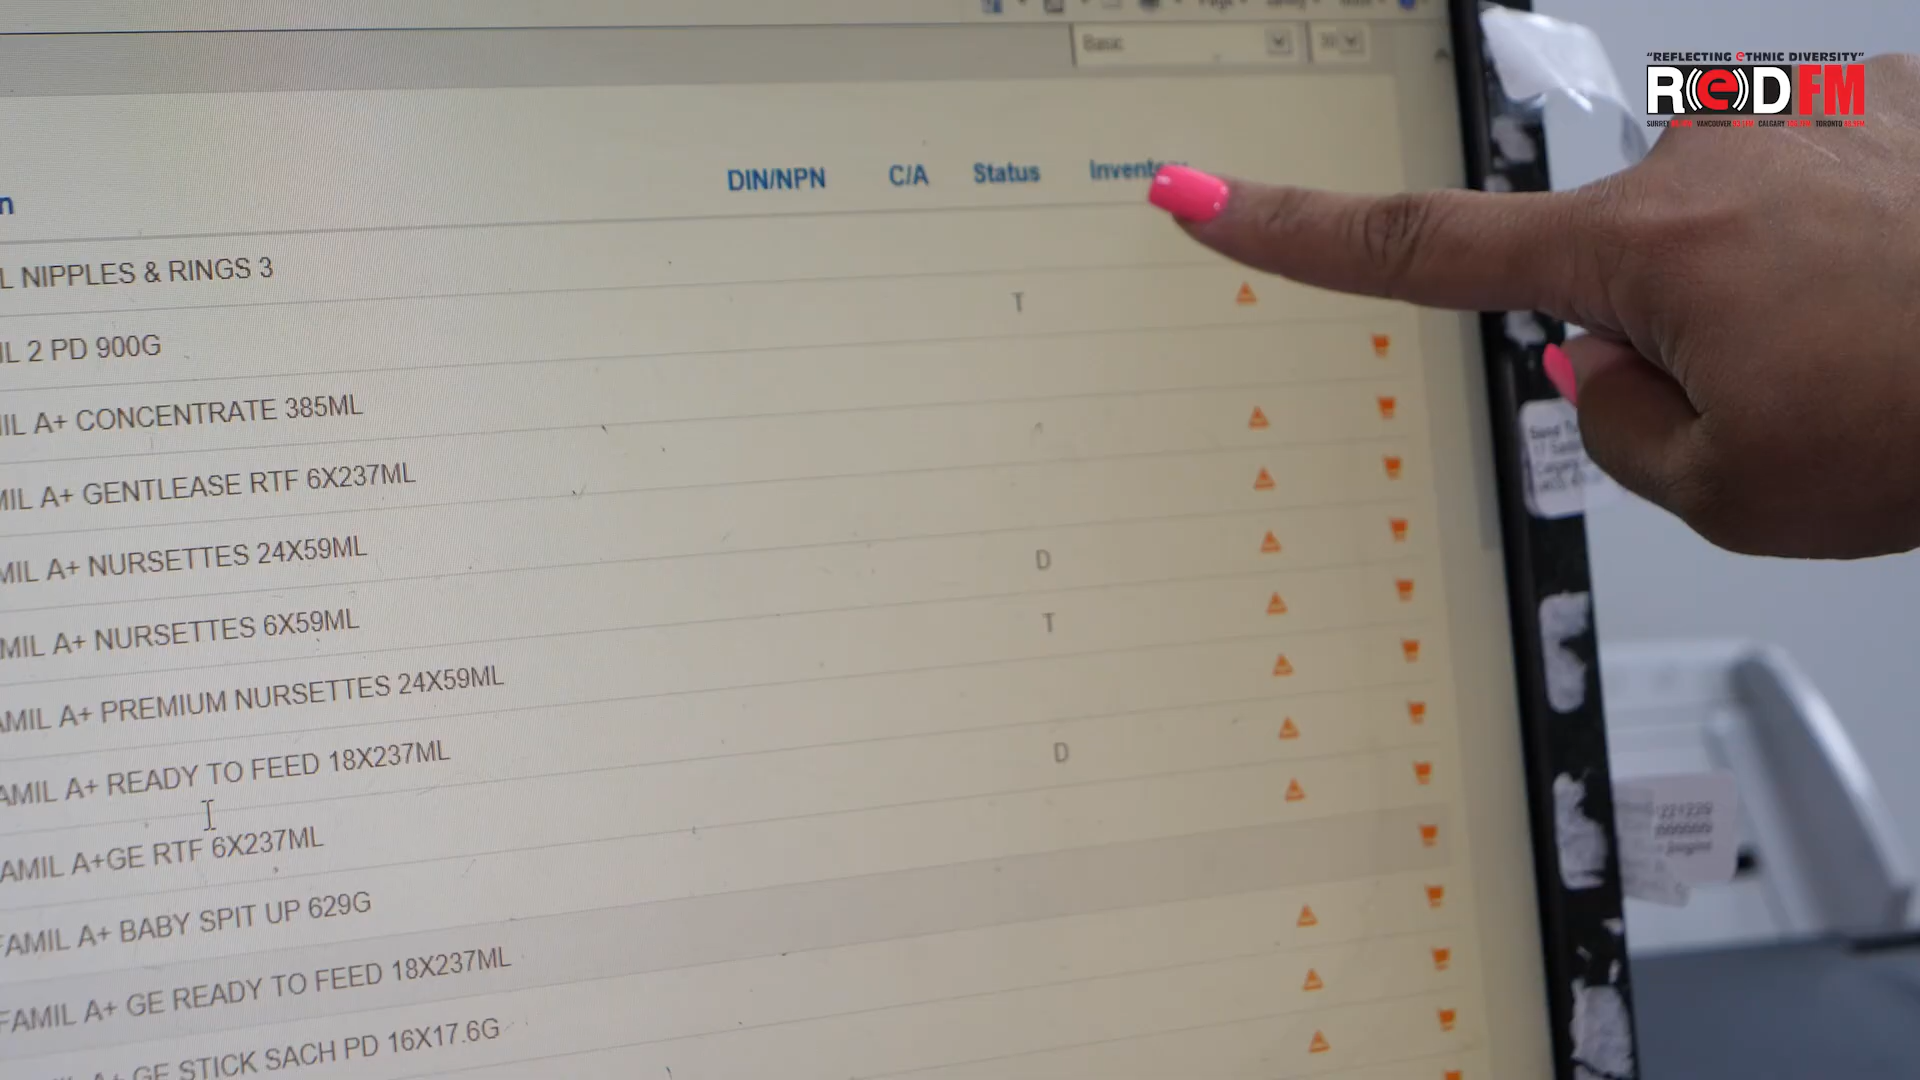 Basic
"REFLECTING eTHNIC DIVERSITY"
ReD FM
DIN/NPN C/A Status Invent
n
L NIPPLES & RINGS 3
T
IL 2 PD 900G
IL A+ CONCENTRATE 385ML
MIL A+ GENTLEASE RTF 6X237ML
MIL A+ NURSETTES 24X59ML
D
MIL A+ NURSETTES 6X59ML
T
AMIL A+ PREMIUM NURSETTES 24X59ML
AMIL A+ READY TO FEED 18X237ML
D
AMIL A+GE RTF 6X237ML
FAMIL A+ BABY SPIT UP 629G
FAMIL A+ GE READY TO FEED 18X237ML
A+ GE STICK SACH PD 16X17.6G